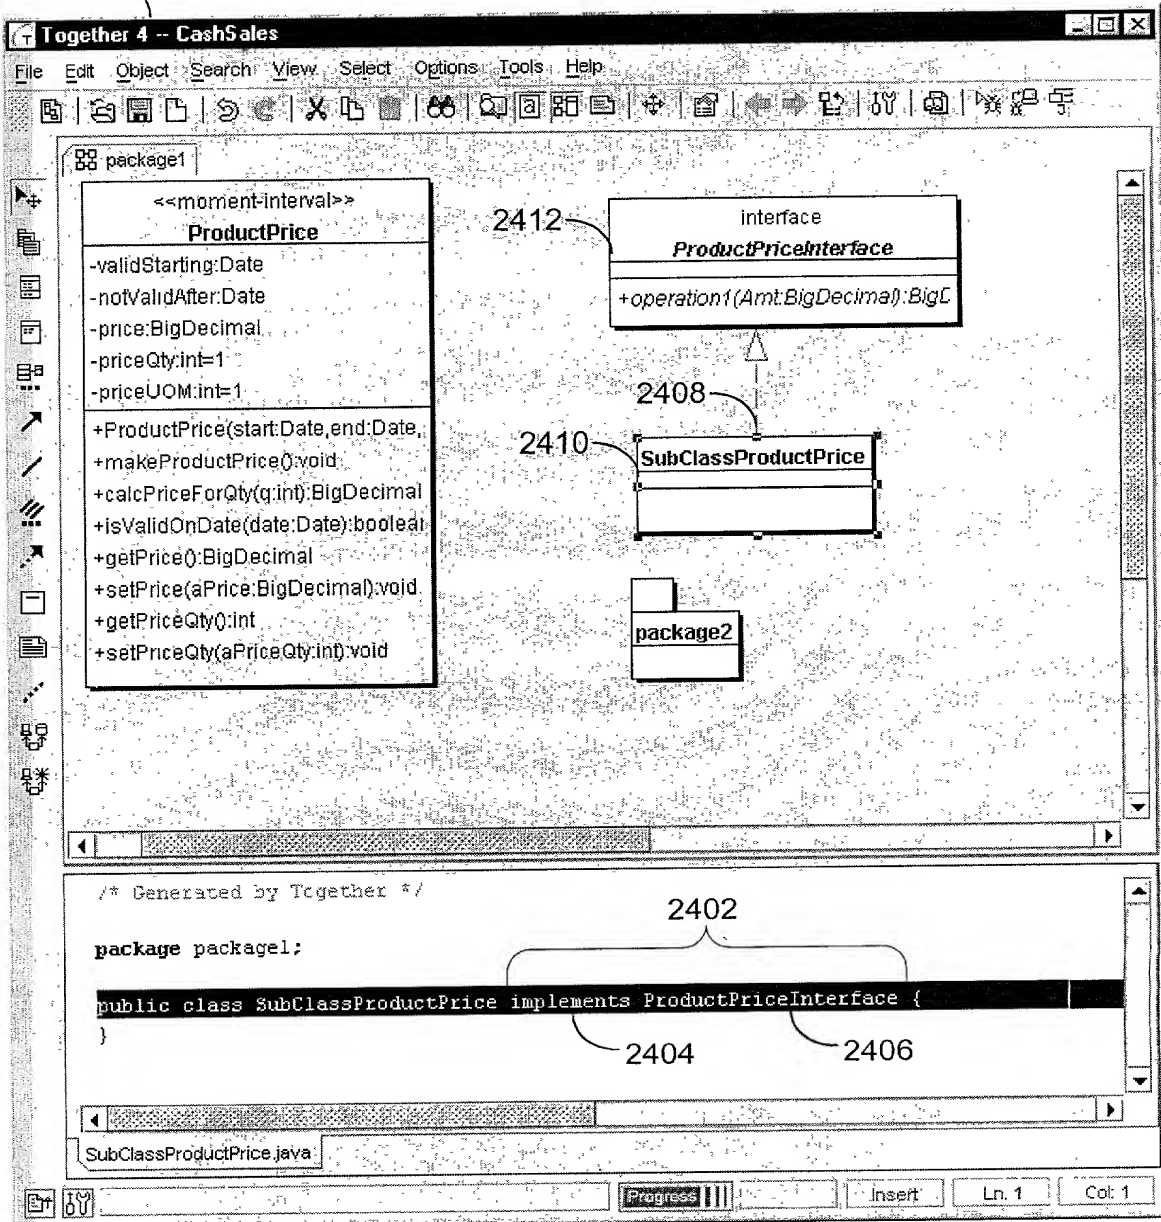 Together 4 -- CashSales
File Edit Object Search View Select Options Tools Help
package1
<<moment-interval>>
ProductPrice
-validStarting:Date
-notValidAfter:Date
-price:BigDecimal
-priceQty:int=1
-priceUOM:int=1
+ProductPrice(start:Date,end:Date,
+makeProductPrice():void
+calcPriceForQty(q:int):BigDecimal
+isValidOnDate(date:Date):boolear
+getPrice():BigDecimal
+setPrice(aPrice:BigDecimal):void
+getPriceQty():int
+setPriceQty(aPriceQty:int):void
2412
interface
ProductPriceInterface
+operation1(Amt:BigDecimal):BigD
2408
2410
SubClassProductPrice
package2
/* Generated by Together */
2402
package package1;
public class SubClassProductPrice implements ProductPriceInterface {
}
2404
2406
SubClassProductPrice.java
Progress
Insert
Ln. 1
Col: 1